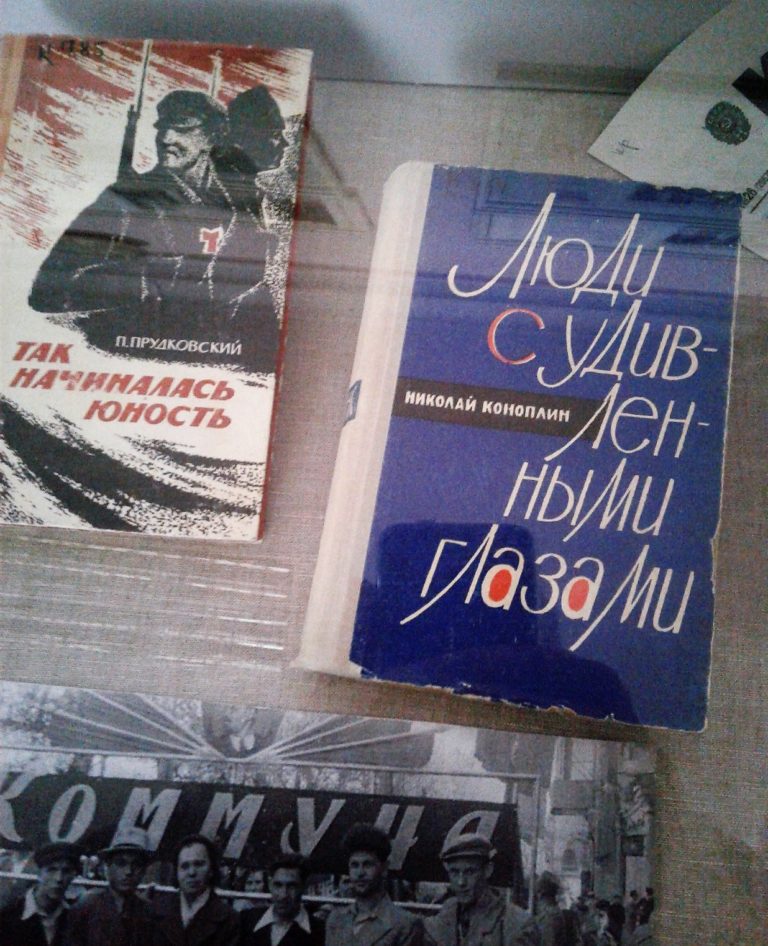 П. ПРУДКОВСКИЙ
ТАК
НАЧИНАЛАСЬ
ЮНОСТЬ
Люди
с удив-
НИКОЛАЙ КОНОПЛИН
лен-
ными
глазами
Коммуна